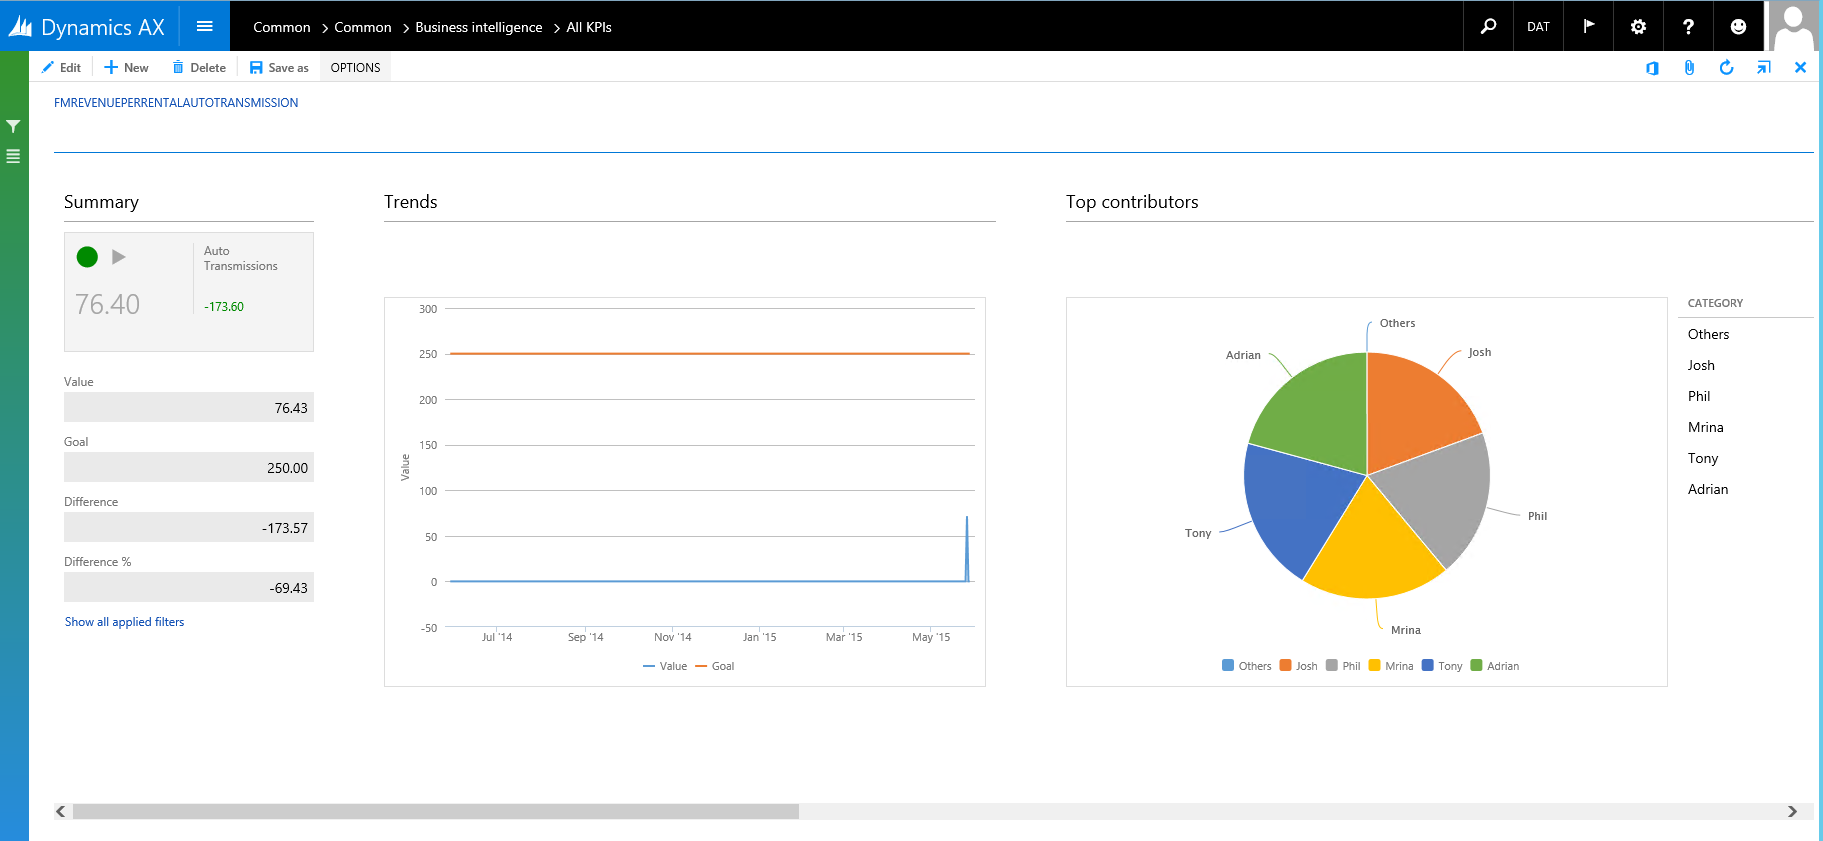 Dynamics AX
Common > Common > Business intelligence > All KPIs
DAT
?
Edit
New
Delete
Save as
OPTIONS
FMREVENUEPERRENTALAUTOTRANSMISSION
Summary
Auto
Transmissions
76.40
-173.60
Value
76.43
Goal
250.00
Difference
-173.57
Difference %
-69.43
Show all applied filters
Trends
300
250
200
150
100
50
0
-50
Value
Jul '14
Sep '14
Nov '14
Jan '15
Mar '15
May '15
Value
Goal
Top contributors
Others
Josh
Adrian
Phil
Tony
Mrina
Others
Josh
Phil
Mrina
Tony
Adrian
CATEGORY
Others
Josh
Phil
Mrina
Tony
Adrian